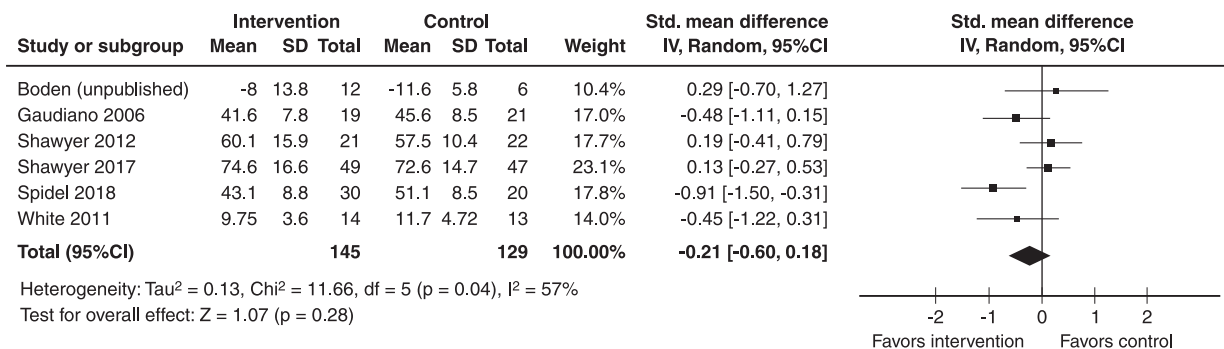 Intervention Control Std. mean difference Std. mean difference
Study or subgroup Mean SD Total Mean SD Total Weight IV, Random, 95%CI IV, Random, 95%CI
Boden (unpublished) -8 13.8 12 -11.6 5.8 6 10.4% 0.29 [-0.70, 1.27]
Gaudiano 2006 41.6 7.8 19 45.6 8.5 21 17.0% -0.48 [-1.11, 0.15]
Shawyer 2012 60.1 15.9 21 57.5 10.4 22 17.7% 0.19 [-0.41, 0.79]
Shawyer 2017 74.6 16.6 49 72.6 14.7 47 23.1% 0.13 [-0.27, 0.53]
Spidel 2018 43.1 8.8 30 51.1 8.5 20 17.8% -0.91 [-1.50, -0.31]
White 2011 9.75 3.6 14 11.7 4.72 13 14.0% -0.45 [-1.22, 0.31]
Total (95%CI) 145 129 100.00% -0.21 [-0.60, 0.18]
Heterogeneity: Tau² = 0.13, Chi² = 11.66, df = 5 (p = 0.04), I² = 57%
Test for overall effect: Z = 1.07 (p = 0.28)
-2 -1 0 1 2
Favors intervention Favors control